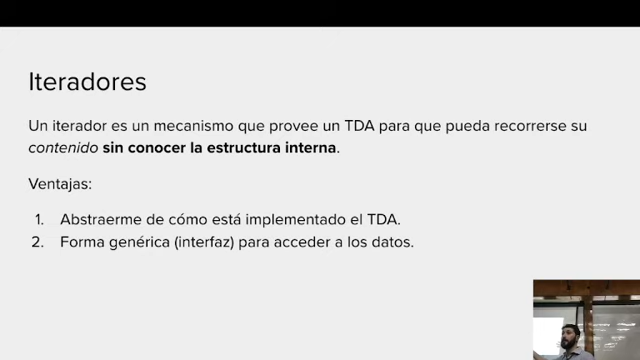 Iteradores
Un iterador es un mecanismo que provee un TDA para que pueda recorrerse su
contenido sin conocer la estructura interna.
Ventajas:
1. Abstraerme de cómo está implementado el TDA.
2. Forma genérica (interfaz) para acceder a los datos.